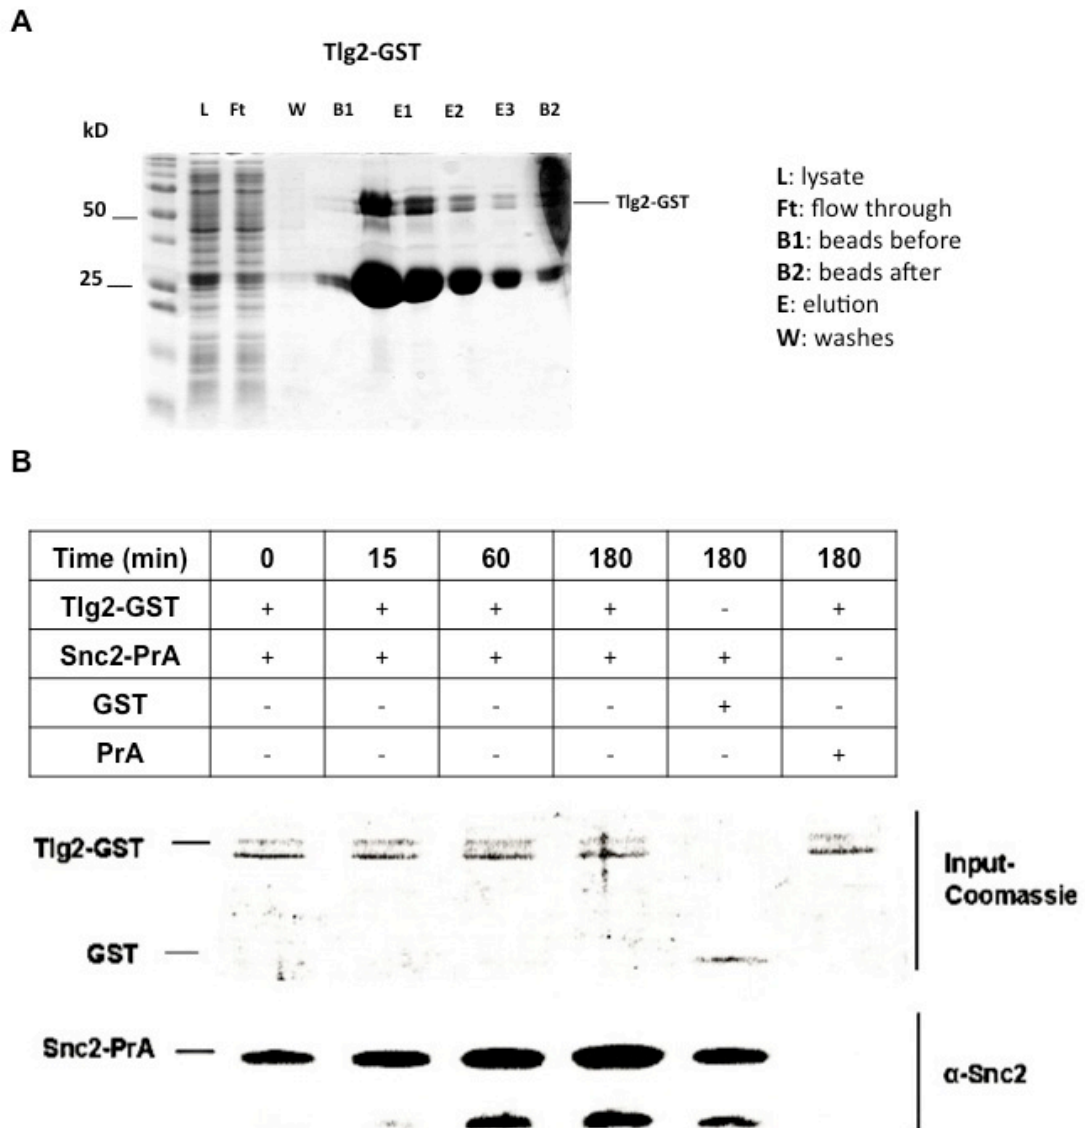 A
Tlg2-GST
L Ft W B1 E1 E2 E3 B2
kD
50
25
Tlg2-GST
L: lysate
Ft: flow through
B1: beads before
B2: beads after
E: elution
W: washes
B
Time (min) 0 15 60 180 180 180
Tlg2-GST + + + + - +
Snc2-PrA + + + + + -
GST - - - - + -
PrA - - - - - +
Tlg2-GST
GST
Input-
Coomassie
Snc2-PrA
α-Snc2